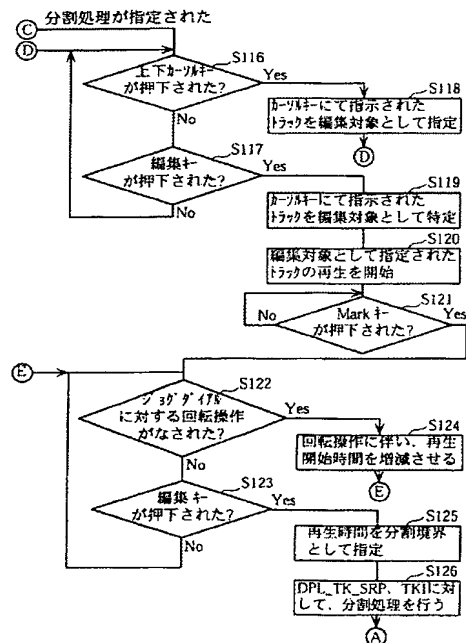 分割処理が指定された
C
D
S116
上下カーソルキー
が押下された?
Yes
No
S118
カーソルキーにて指示された
トラックを編集対象として指定
D
S117
編集キー
が押下された?
Yes
No
S119
カーソルキーにて指示された
トラックを編集対象として特定
S120
編集対象として指定された
トラックの再生を開始
S121
Markキー
が押下された?
No
Yes
E
S122
ジョグダイアル
に対する回転操作
がなされた?
Yes
No
S124
回転操作に伴い、再生
開始時間を増減させる
E
S123
編集キー
が押下された?
Yes
No
S125
再生時間を分割境界
として指定
S126
DPL_TK_SRP、TKIに対
して、分割処理を行う
A